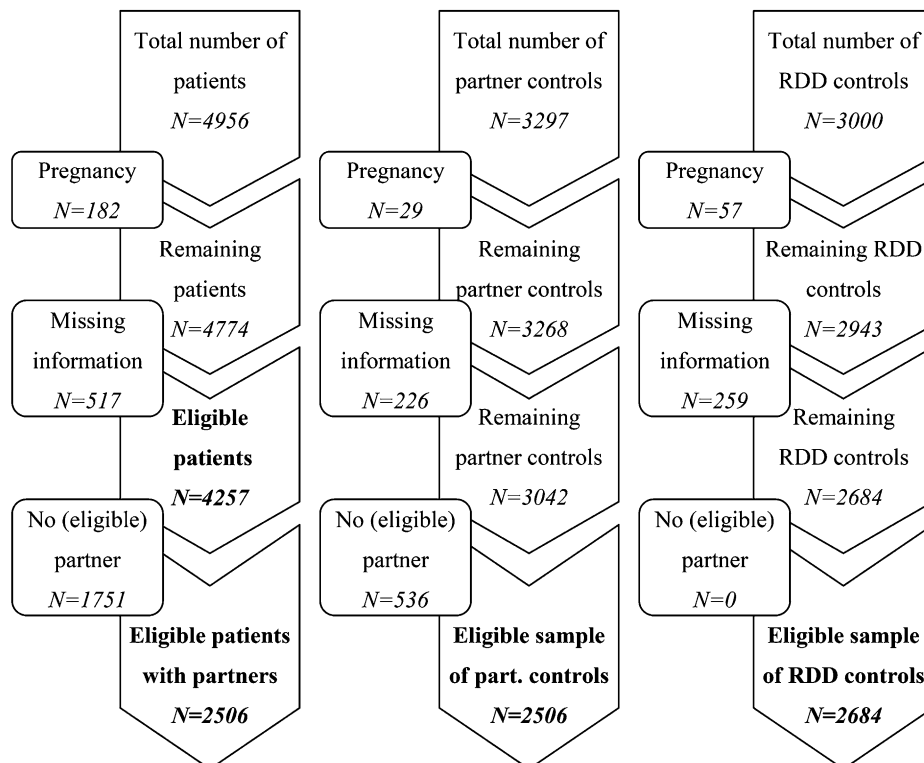 Total number of
patients
N=4956
Pregnancy
N=182
Remaining
patients
N=4774
Missing
information
N=517
Eligible
patients
N=4257
No (eligible)
partner
N=1751
Eligible patients
with partners
N=2506
Total number of
partner controls
N=3297
Pregnancy
N=29
Remaining
partner controls
N=3268
Missing
information
N=226
Remaining
partner controls
N=3042
No (eligible)
partner
N=536
Eligible sample
of part. controls
N=2506
Total number of
RDD controls
N=3000
Pregnancy
N=57
Remaining RDD
controls
N=2943
Missing
information
N=259
Remaining
RDD controls
N=2684
No (eligible)
partner
N=0
Eligible sample
of RDD controls
N=2684